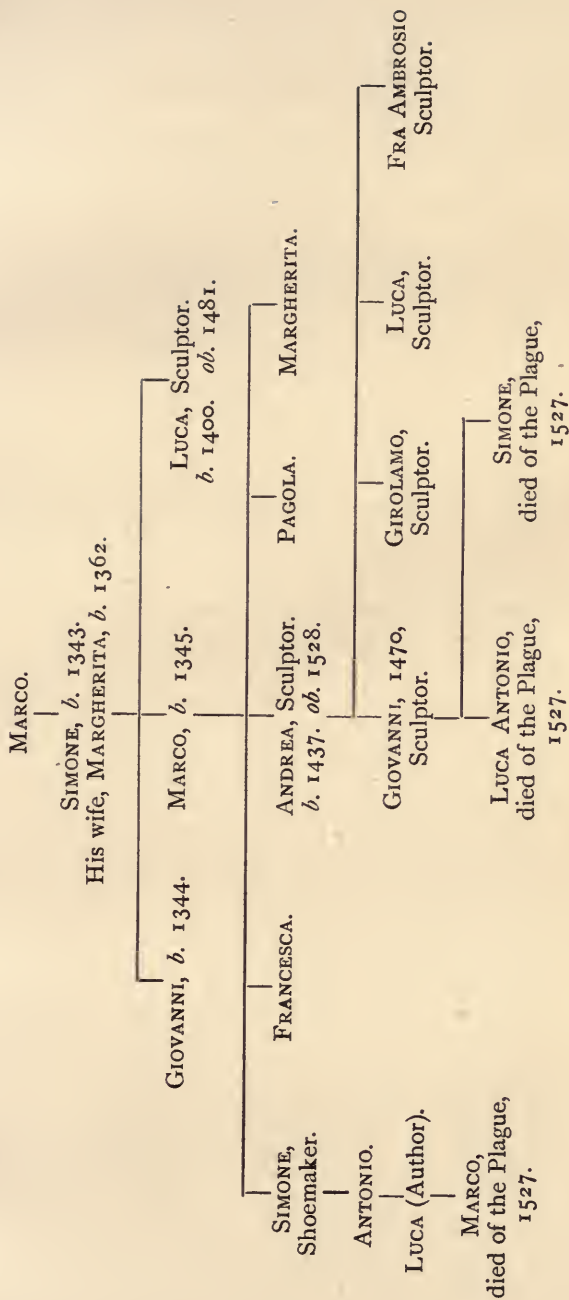 MARCO.
SIMONE, b. 1343.
His wife, MARGHERITA, b. 1362.
GIOVANNI, b. 1344.
MARCO, b. 1345.
LUCA, Sculptor.
b. 1400. ob. 1481.
SIMONE,
Shoemaker.
FRANCESCA.
ANDREA, Sculptor.
b. 1437. ob. 1528.
PAGOLA.
MARGHERITA.
ANTONIO.
LUCA (Author).
MARCO,
died of the Plague,
1527.
GIOVANNI, 1470,
Sculptor.
GIROLAMO,
Sculptor.
LUCA,
Sculptor.
FRA AMBROSIO
Sculptor.
LUCA ANTONIO,
died of the Plague,
1527.
SIMONE,
died of the Plague,
1527.